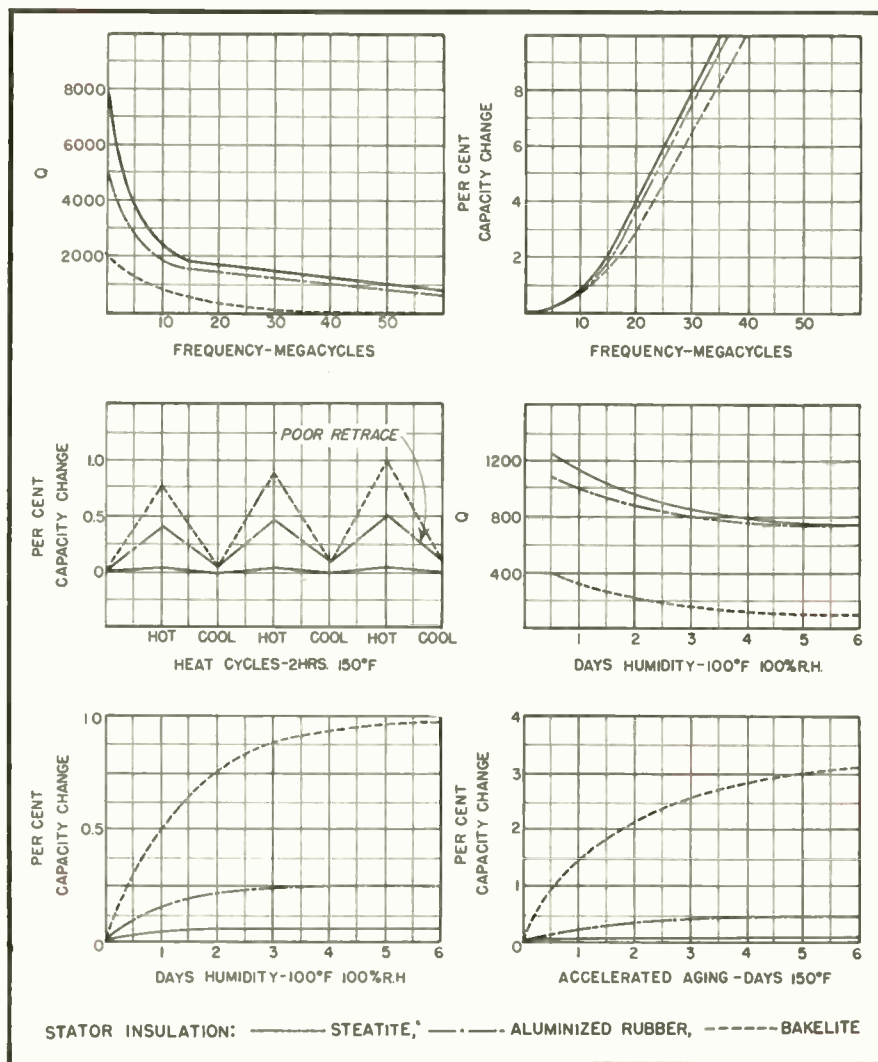 8000
6000
4000
2000
Q
10 20 30 40 50
FREQUENCY-MEGACYCLES
8
6
4
2
PER CENT
CAPACITY CHANGE
10 20 30 40 50
FREQUENCY-MEGACYCLES
POOR RETRACE
1.0
0.5
0
PER CENT
CAPACITY CHANGE
HOT COOL HOT COOL HOT COOL
HEAT CYCLES-2HRS. 150°F
1200
800
400
Q
1 2 3 4 5 6
DAYS HUMIDITY-100°F 100%R.H.
1.0
0.5
0
PER CENT
CAPACITY CHANGE
1 2 3 4 5 6
DAYS HUMIDITY-100°F 100%R.H
4
3
2
1
0
PER CENT
CAPACITY CHANGE
1 2 3 4 5 6
ACCELERATED AGING-DAYS 150°F
STATOR INSULATION: STEATITE, ALUMINIZED RUBBER, BAKELITE